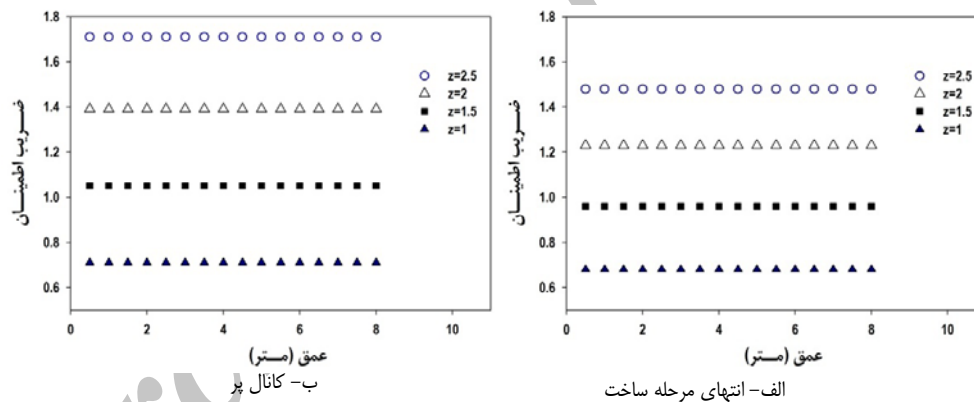 1.8
1.6
1.4
1.2
1.0
0.8
0.6
0 2 4 6 8 10
ضریب اطمینان
عمق (متر)
z=2.5
z=2
z=1.5
z=1
الف- انتهای مرحله ساخت
1.8
1.6
1.4
1.2
1.0
0.8
0.6
0 2 4 6 8 10
ضریب اطمینان
عمق (متر)
z=2.5
z=2
z=1.5
z=1
ب- کانال پر